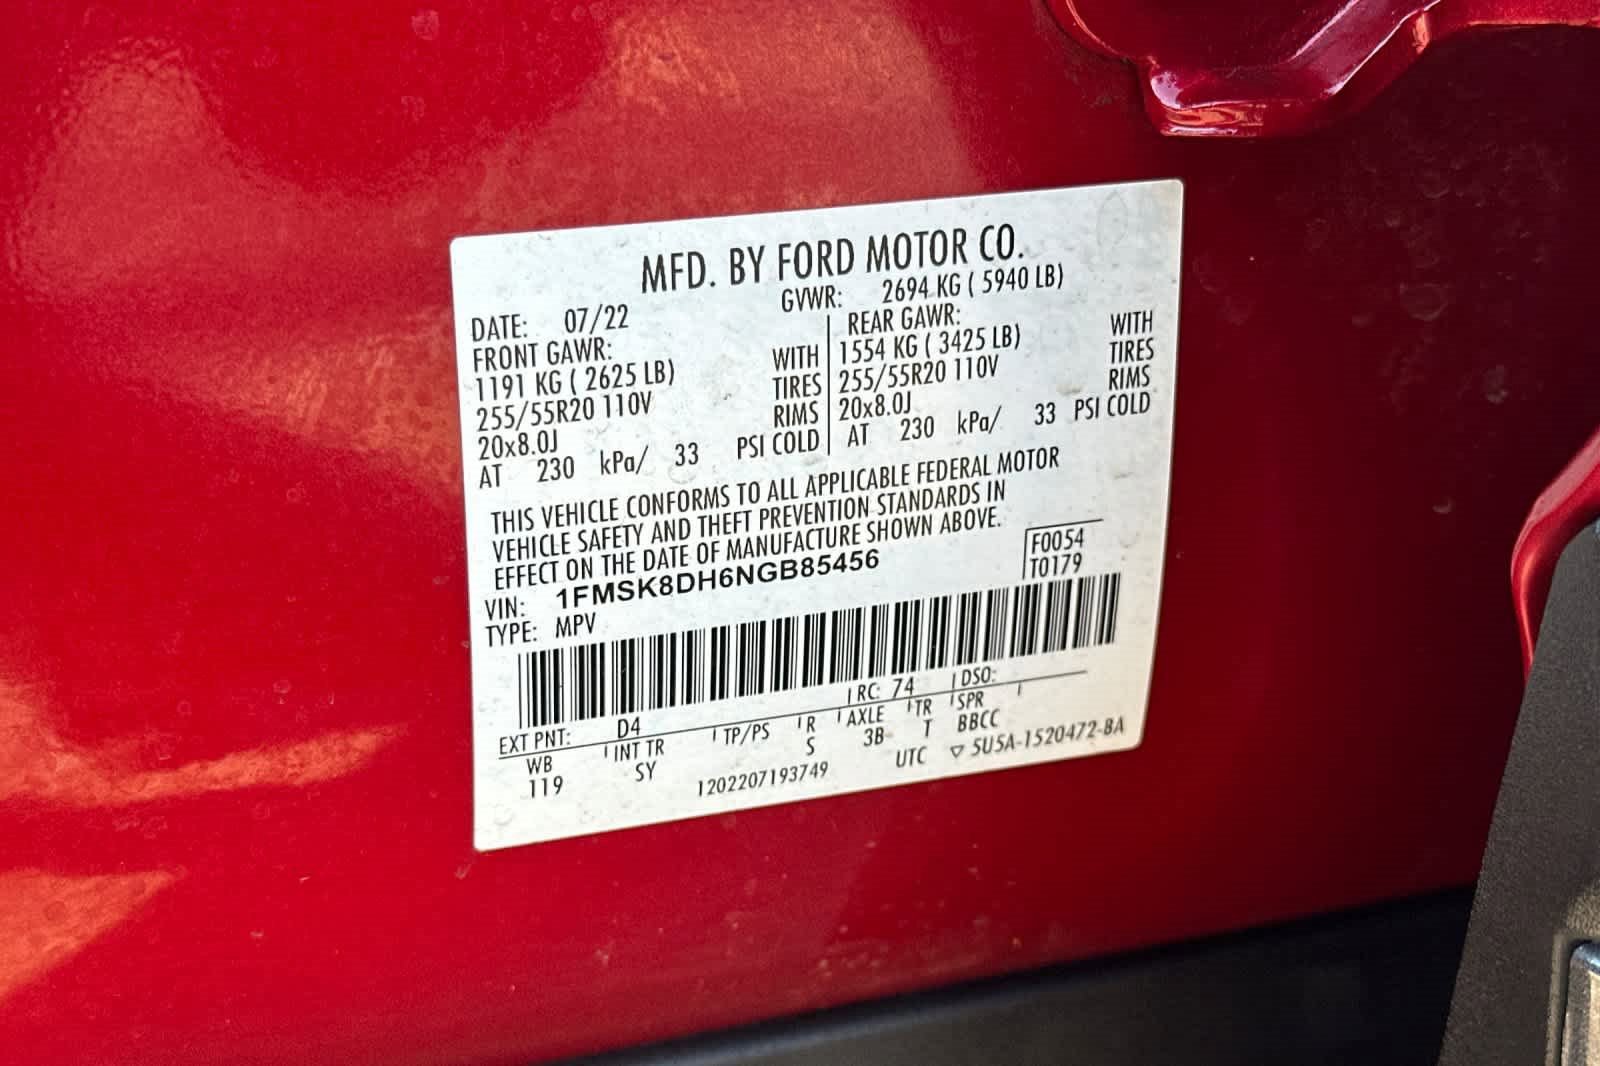 MFD. BY FORD MOTOR CO.
DATE: 07/22 GVWR: 2694 KG ( 5940 LB)
FRONT GAWR: REAR GAWR:
1191 KG ( 2625 LB) WITH 1554 KG ( 3425 LB) WITH
255/55R20 110V TIRES 255/55R20 110V TIRES
20x8.0J RIMS 20x8.0J RIMS
AT 230 kPa/ 33 PSI COLD AT 230 kPa/ 33 PSI COLD
THIS VEHICLE CONFORMS TO ALL APPLICABLE FEDERAL MOTOR
VEHICLE SAFETY AND THEFT PREVENTION STANDARDS IN
EFFECT ON THE DATE OF MANUFACTURE SHOWN ABOVE.
VIN: 1FMSK8DH6NGB85456 F0054
TYPE: MPV T0179
EXT PNT: D4 RC: 74 DSO:
WB INT TR TP/PS R AXLE TR SPR
119 SY S 3B T BBCC
1202207193749 UTC ▽ 5U5A-1520472-BA